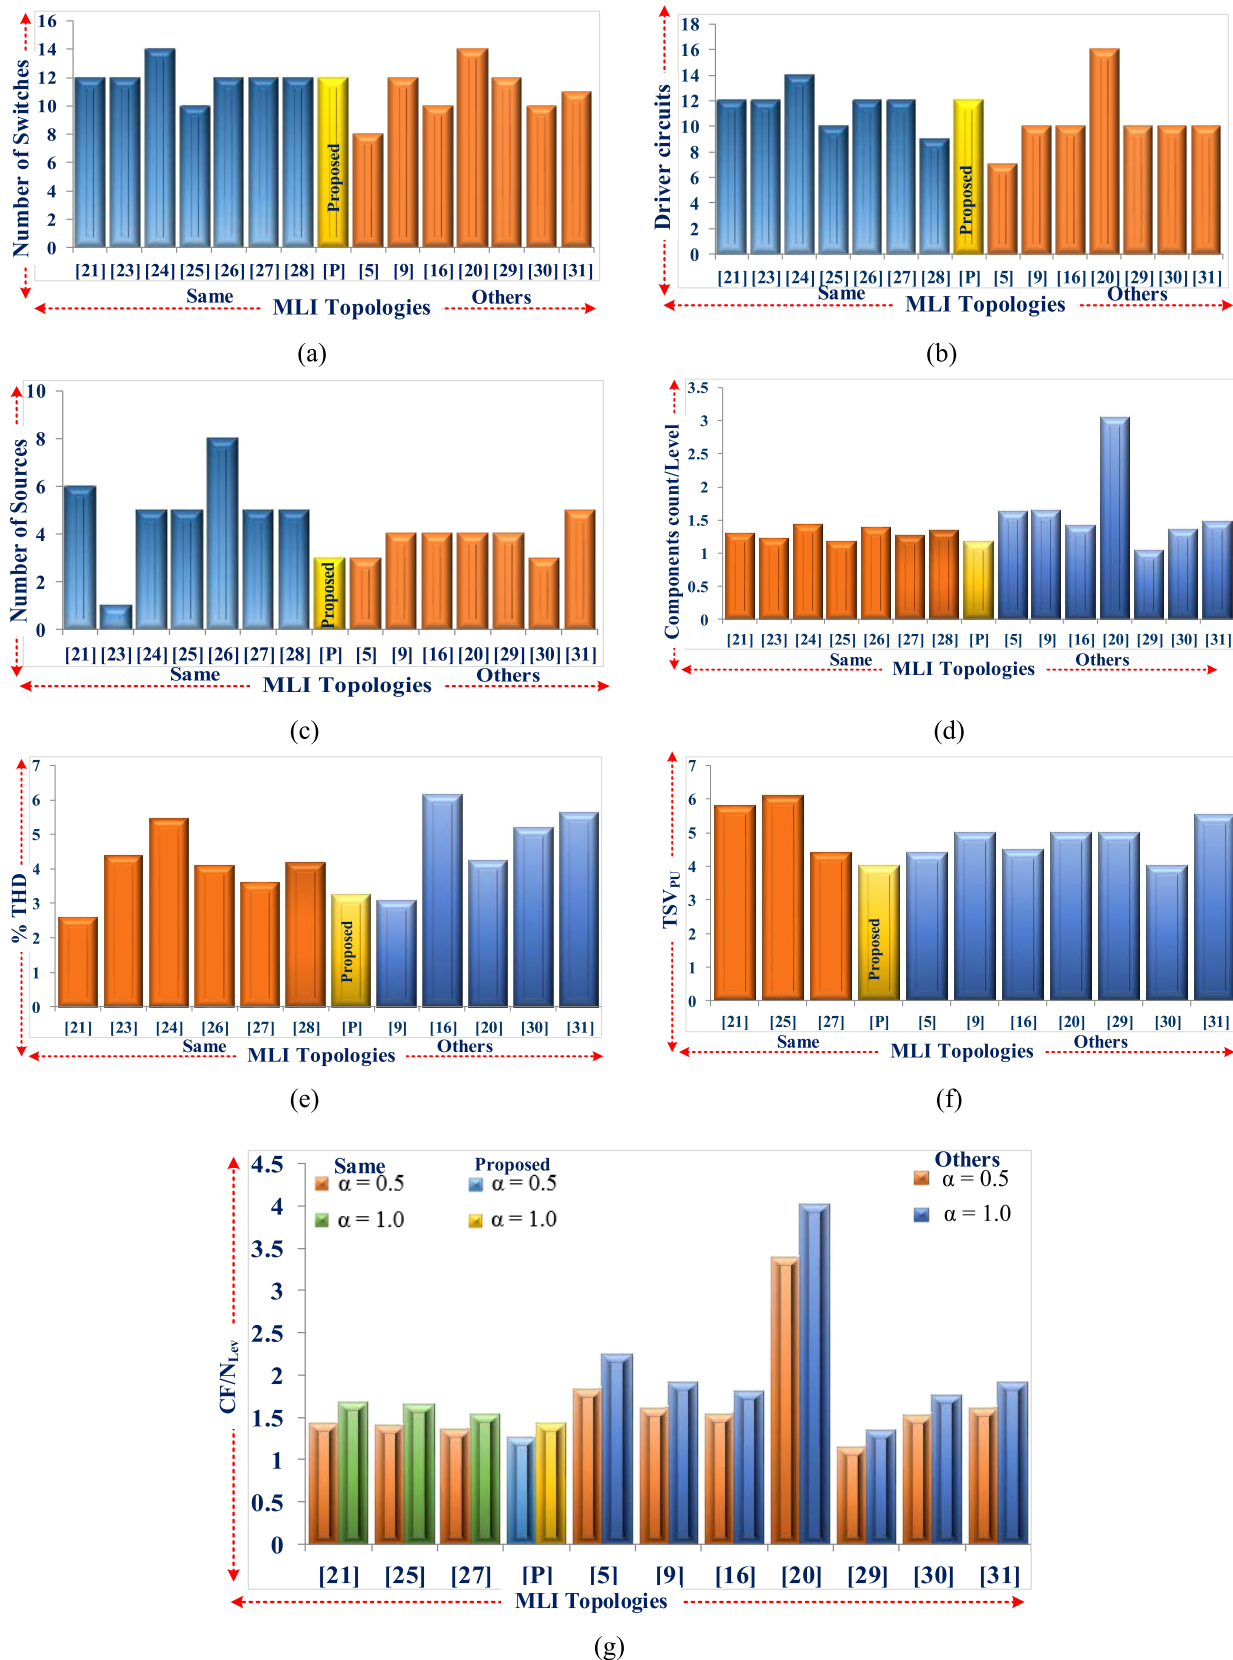 16
14
12
10
8
6
4
2
0
Number of Switches
Proposed
[21] [23] [24] [25] [26] [27] [28] [P] [5] [9] [16] [20] [29] [30] [31]
Same Others
MLI Topologies
(a)
18
16
14
12
10
8
6
4
2
0
Driver circuits
Proposed
[21] [23] [24] [25] [26] [27] [28] [P] [5] [9] [16] [20] [29] [30] [31]
Same Others
MLI Topologies
(b)
10
8
6
4
2
0
Number of Sources
Proposed
[21] [23] [24] [25] [26] [27] [28] [P] [5] [9] [16] [20] [29] [30] [31]
Same Others
MLI Topologies
(c)
3.5
3
2.5
2
1.5
1
0.5
0
Components count/Level
[21] [23] [24] [25] [26] [27] [28] [P] [5] [9] [16] [20] [29] [30] [31]
Same Others
MLI Topologies
(d)
7
6
5
4
3
2
1
0
% THD
Proposed
[21] [23] [24] [26] [27] [28] [P] [9] [16] [20] [30] [31]
Same Others
MLI Topologies
(e)
7
6
5
4
3
2
1
0
TSV_PU
Proposed
[21] [25] [27] [P] [5] [9] [16] [20] [29] [30] [31]
Same Others
MLI Topologies
(f)
4.5
4
3.5
3
2.5
2
1.5
1
0.5
0
CF/N_Lev
Same Proposed Others
α = 0.5 α = 0.5 α = 0.5
α = 1.0 α = 1.0 α = 1.0
[21] [25] [27] [P] [5] [9] [16] [20] [29] [30] [31]
MLI Topologies
(g)